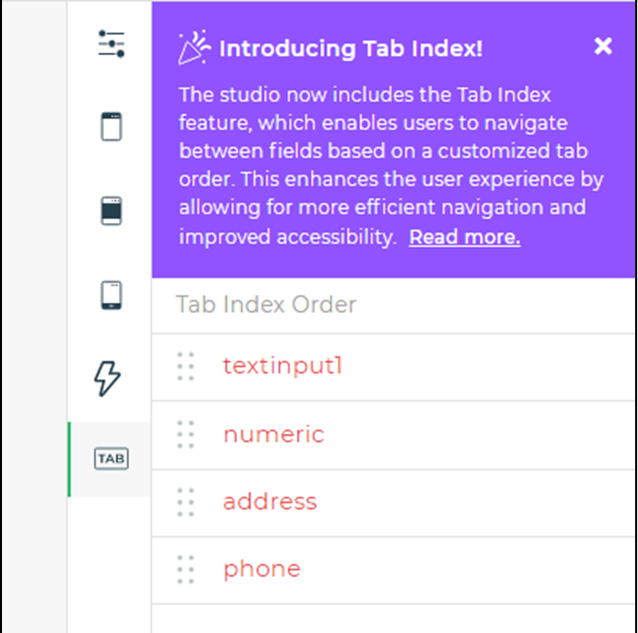 Introducing Tab Index!
The studio now includes the Tab Index
feature, which enables users to navigate
between fields based on a customized tab
order. This enhances the user experience by
allowing for more efficient navigation and
improved accessibility. Read more.
Tab Index Order
textinput1
numeric
TAB
address
phone